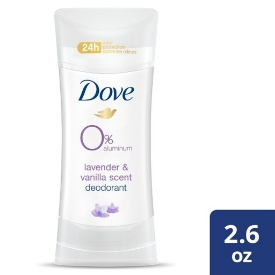 24h
Dove
0%
aluminum
lavender &
vanilla scent
deodorant
2.6
oz